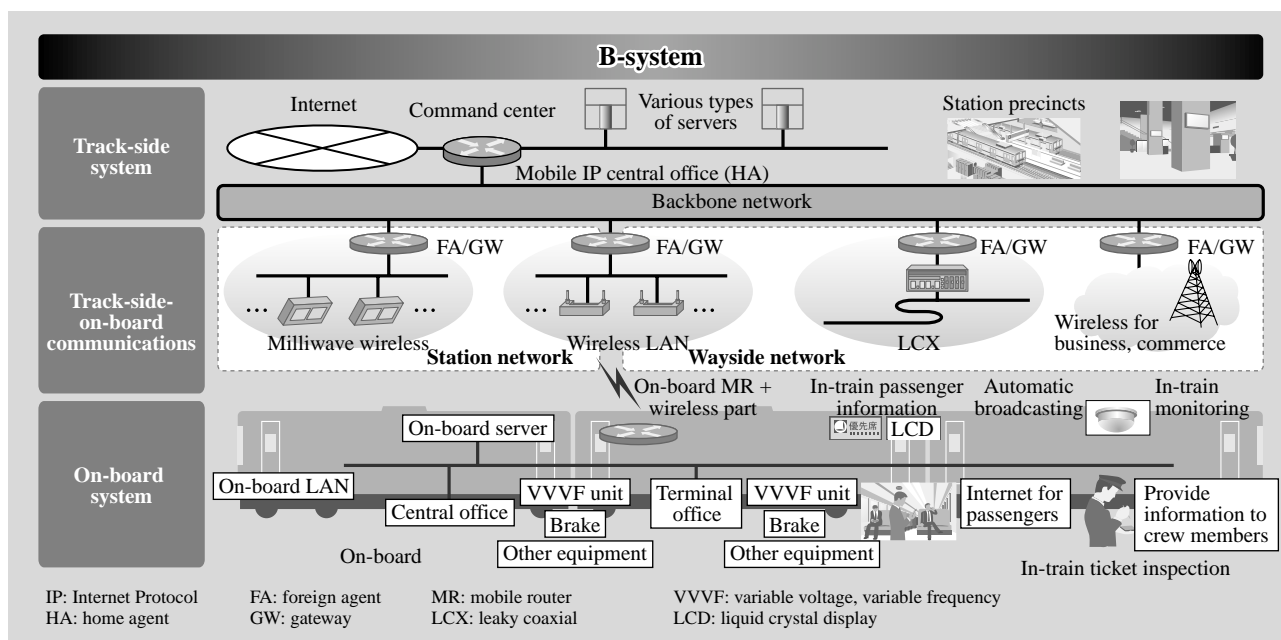 B-system
Track-side
system
Internet
Command center
Various types
of servers
Station precincts
Mobile IP central office (HA)
Backbone network
Track-side-
on-board
communications
FA/GW
FA/GW
FA/GW
FA/GW
...
...
...
...
Milliwave wireless
Wireless LAN
LCX
Wireless for
business, commerce
Station network
Wayside network
On-board
system
On-board MR +
wireless part
In-train passenger
information
Automatic
broadcasting
In-train
monitoring
On-board server
優先席
LCD
On-board LAN
Central office
VVVF unit
Brake
Other equipment
Terminal
office
VVVF unit
Brake
Other equipment
Internet for
passengers
Provide
information to
crew members
On-board
In-train ticket inspection
IP: Internet Protocol
FA: foreign agent
MR: mobile router
VVVF: variable voltage, variable frequency
HA: home agent
GW: gateway
LCX: leaky coaxial
LCD: liquid crystal display